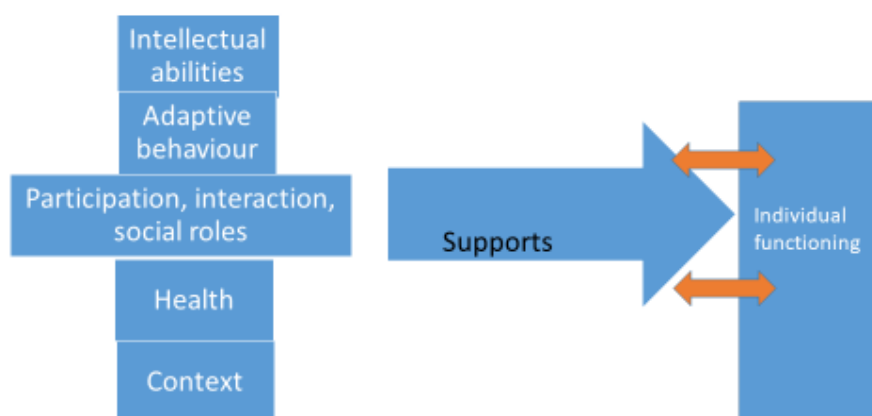 Intellectual
abilities
Adaptive
behaviour
Participation, interaction,
social roles
Health
Context
Supports
Individual
functioning